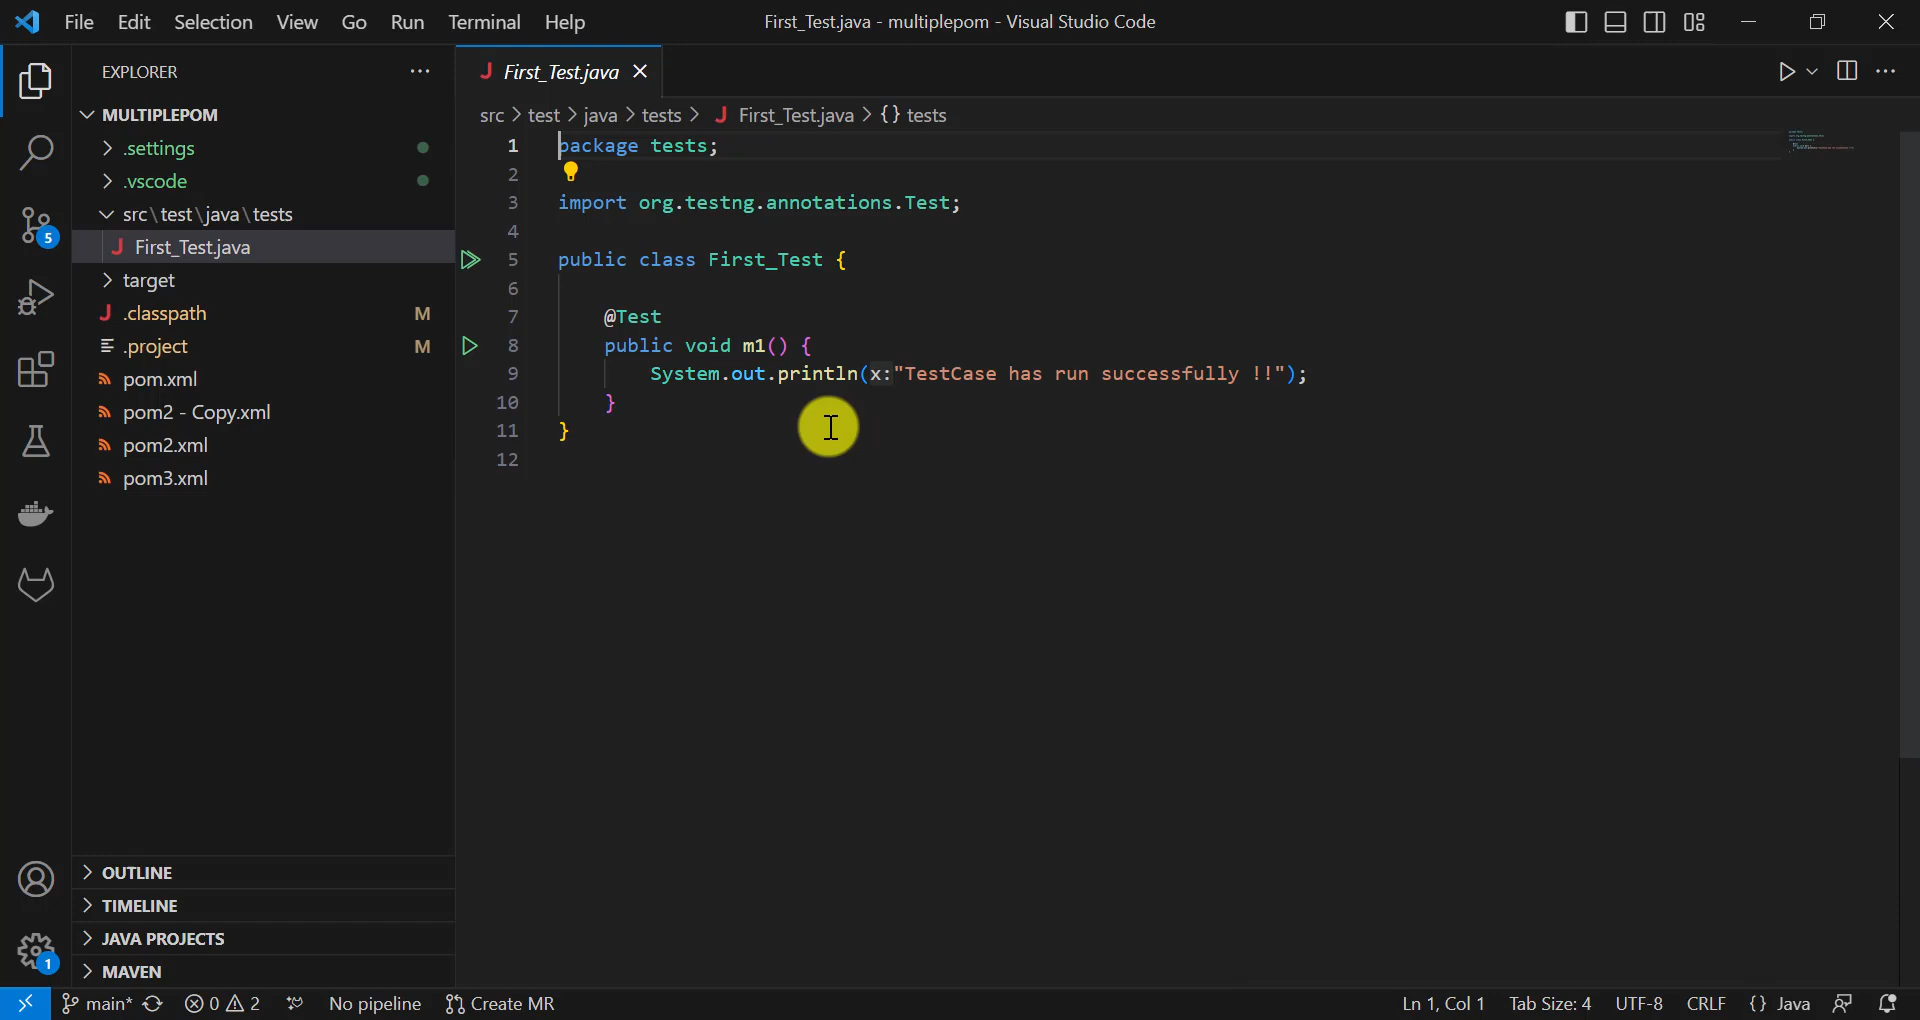 File Edit Selection View Go Run Terminal Help
First_Test.java - multiplepom - Visual Studio Code
EXPLORER
MULTIPLEPOM
.settings
.vscode
src\test\java\tests
First_Test.java
target
.classpath M
.project M
pom.xml
pom2 - Copy.xml
pom2.xml
pom3.xml
OUTLINE
TIMELINE
JAVA PROJECTS
MAVEN
5
1
First_Test.java
src > test > java > tests > First_Test.java > {} tests
1 package tests;
2
3 import org.testng.annotations.Test;
4
5 public class First_Test {
6
7 @Test
8 public void m1() {
9 System.out.println(x:"TestCase has run successfully !!");
10 }
11 }
12
main* 0 2 No pipeline Create MR
Ln 1, Col 1 Tab Size: 4 UTF-8 CRLF {} Java